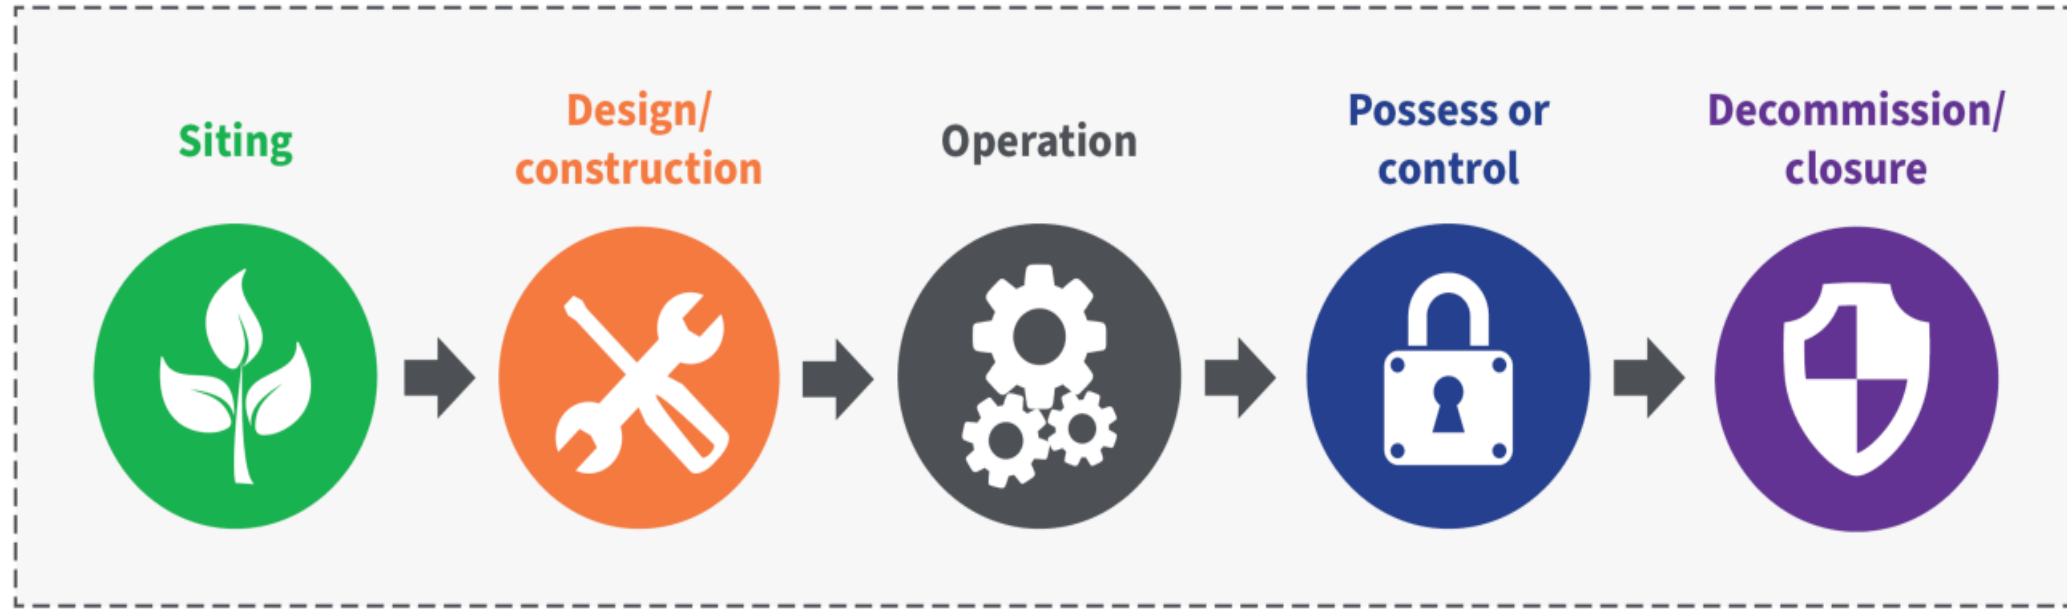 Siting
Design/
construction
Operation
Possess or
control
Decommission/
closure